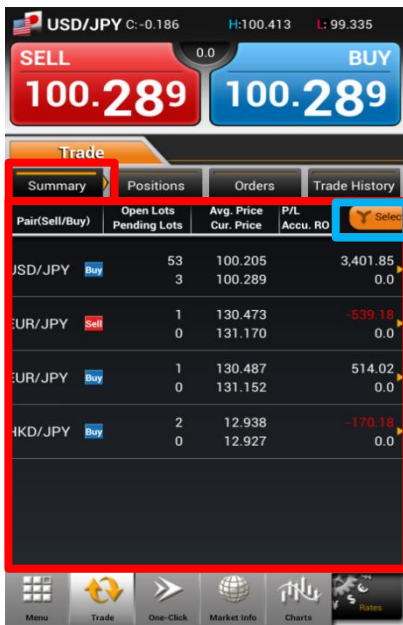 USD/JPY C:-0.186 H:100.413 L: 99.335
SELL 0.0 BUY
100.289 100.289
Trade
Summary Positions Orders Trade History
Pair(Sell/Buy) Open Lots Avg. Price P/L Selec
Pending Lots Cur. Price Accu. RO
JSD/JPY Buy 53 100.205 3,401.85
3 100.289 0.0
EUR/JPY Sell 1 130.473 -539.18
0 131.170 0.0
EUR/JPY Buy 1 130.487 514.02
0 131.152 0.0
HKD/JPY Buy 2 12.938 -170.18
0 12.927 0.0
Menu Trade One-Click Market Info Charts Rates